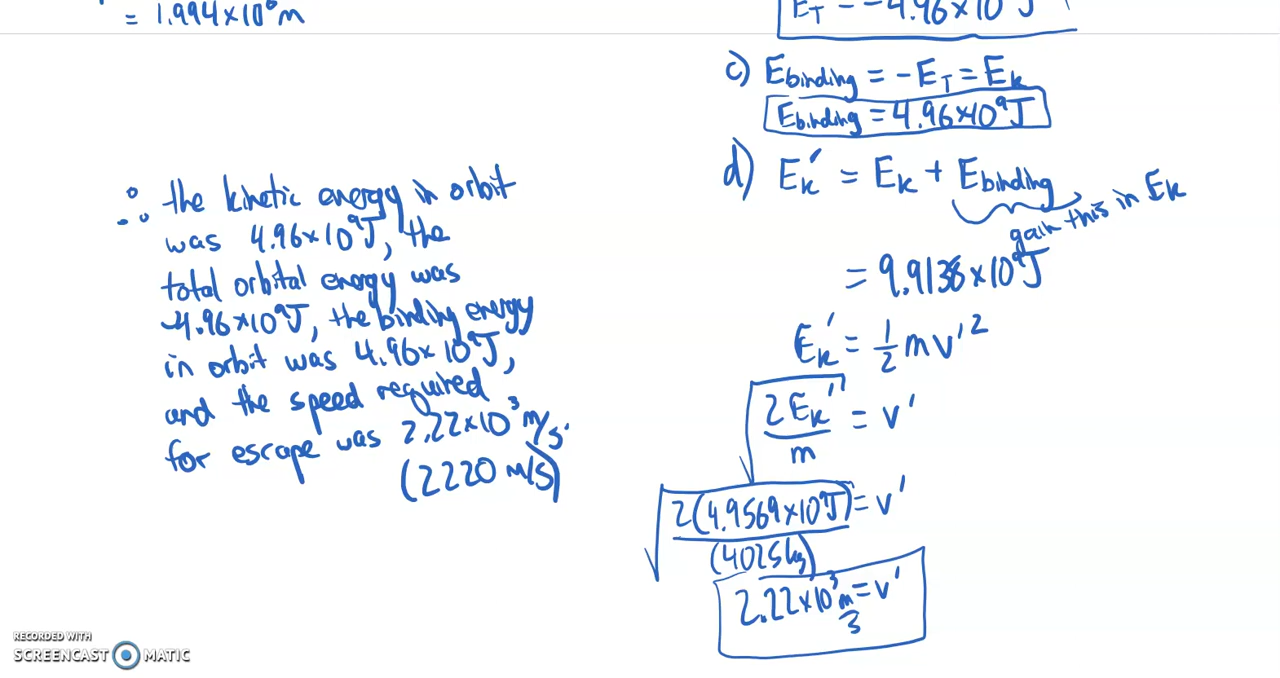 = 1.994×10⁶m
E_T = -4.96×10⁹J
c) E_binding = -E_T = E_k
E_binding = 4.96×10⁹J
d) E_k' = E_k + E_binding
gain this in E_k
= 9.9138×10⁹J
E_k' = 1/2 mv'²
√(2E_k'/m) = v'
√(2(4.9569×10⁹J)/(4025kg)) = v'
2.22×10³ m/s = v'
∴ the kinetic energy in orbit
was 4.96×10⁹J, the
total orbital energy was
-4.96×10⁹J, the binding energy
in orbit was 4.96×10⁹J,
and the speed required
for escape was 2.22×10³ m/s.
(2220 m/s)
RECORDED WITH
SCREENCAST MATIC